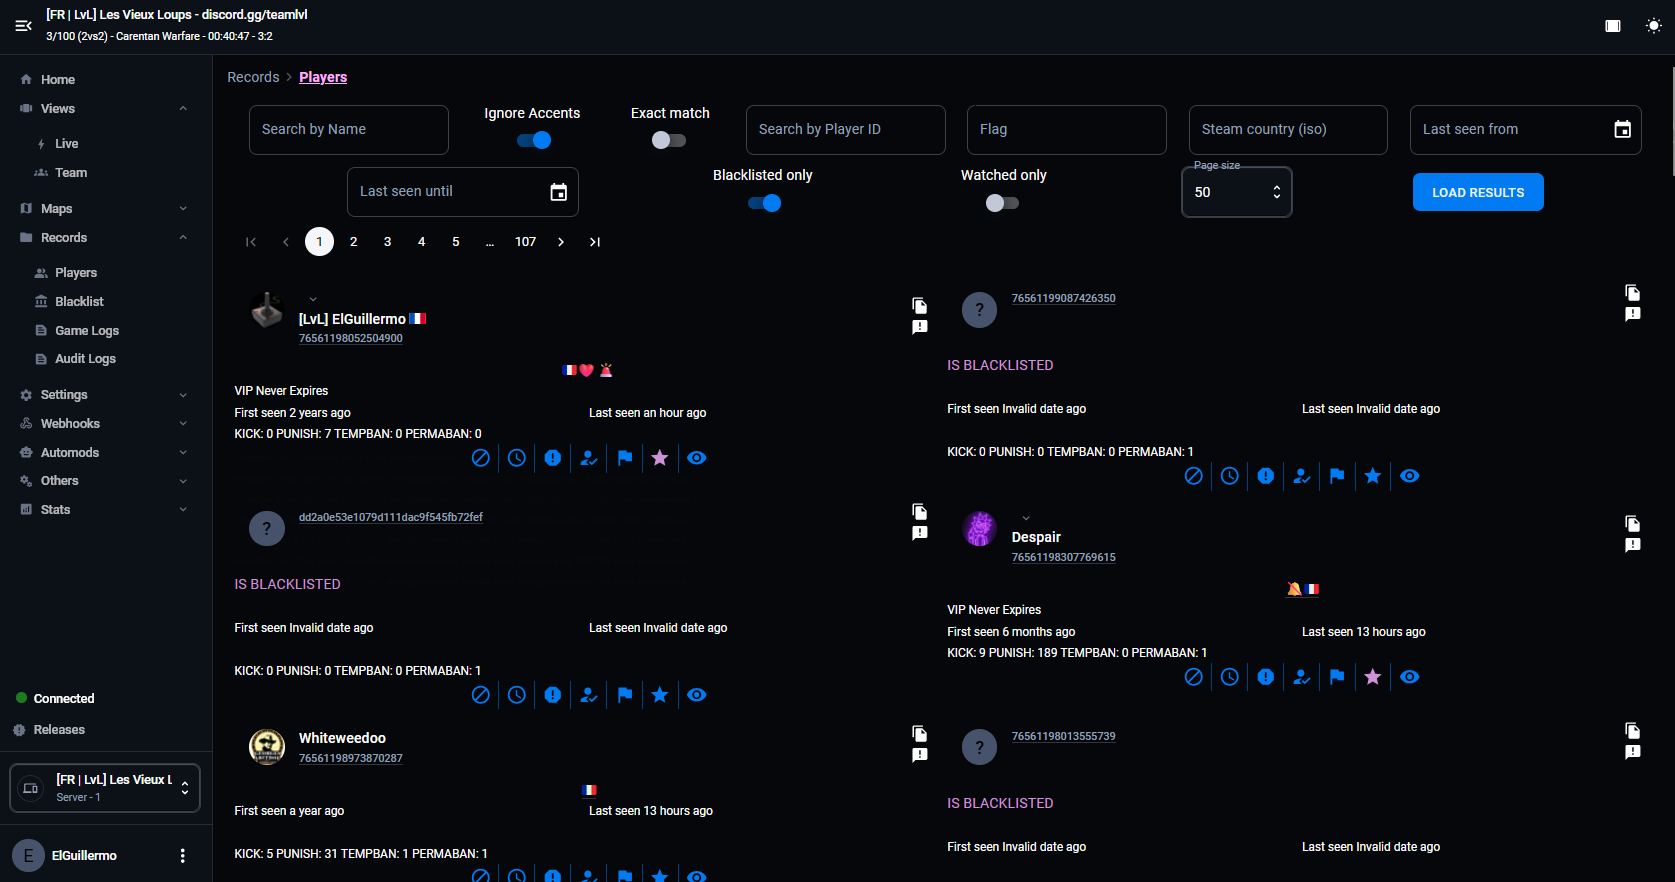 [FR | LvL] Les Vieux Loups - discord.gg/teamlvl
3/100 (2vs2) - Carentan Warfare - 00:40:47 - 3:2
Home
Views
Live
Team
Maps
Records
Players
Blacklist
Game Logs
Audit Logs
Settings
Webhooks
Automods
Others
Stats
Connected
Releases
[FR | LvL] Les Vieux L
Server - 1
E
ElGuillermo
Records > Players
Search by Name
Ignore Accents
Exact match
Search by Player ID
Flag
Steam country (iso)
Last seen from
Last seen until
Blacklisted only
Watched only
Page size
50
LOAD RESULTS
1 2 3 4 5 ... 107
[LvL] ElGuillermo
76561198052504900
VIP Never Expires
First seen 2 years ago
Last seen an hour ago
KICK: 0 PUNISH: 7 TEMPBAN: 0 PERMABAN: 0
?
76561199087426350
IS BLACKLISTED
First seen Invalid date ago
Last seen Invalid date ago
KICK: 0 PUNISH: 0 TEMPBAN: 0 PERMABAN: 1
?
dd2a0e53e1079d111dac9f545fb72fef
IS BLACKLISTED
First seen Invalid date ago
Last seen Invalid date ago
KICK: 0 PUNISH: 0 TEMPBAN: 0 PERMABAN: 1
Despair
76561198307769615
VIP Never Expires
First seen 6 months ago
Last seen 13 hours ago
KICK: 9 PUNISH: 189 TEMPBAN: 0 PERMABAN: 1
Whiteweedoo
76561198973870287
First seen a year ago
Last seen 13 hours ago
KICK: 5 PUNISH: 31 TEMPBAN: 1 PERMABAN: 1
?
76561198013555739
IS BLACKLISTED
First seen Invalid date ago
Last seen Invalid date ago